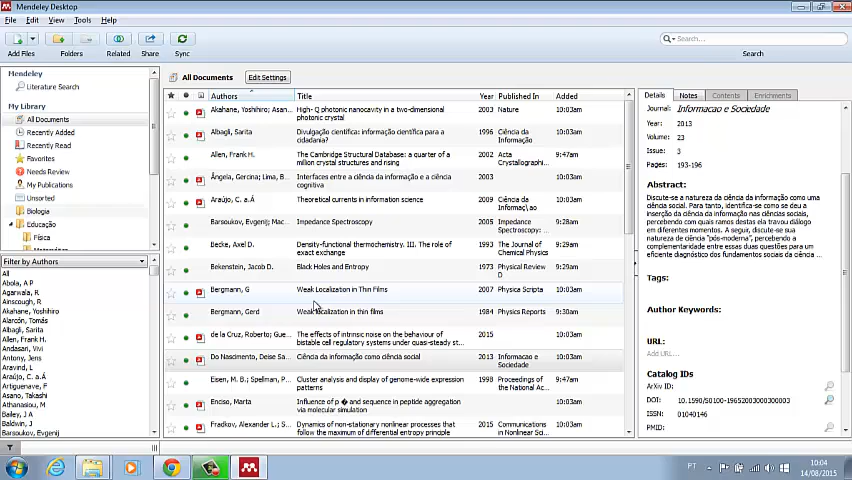 Mendeley Desktop
File Edit View Tools Help
Add Files Folders Related Share Sync
Search...
Search
Mendeley
Literature Search
My Library
All Documents
Recently Added
Recently Read
Favorites
Needs Review
My Publications
Unsorted
Biologia
Educação
Física
Filter by Authors
All
Abola, A P
Agarwala, R
Ainscough, R
Akahane, Yoshihiro
Alarcón, Tomás
Albagli, Sarita
Allen, Frank H.
Andasari, Vivi
Antony, Jens
Aravind, L
Araújo, C. a.Á
Artiguenave, F
Asano, Takashi
Athanasiou, M
Bailey, J A
Baldwin, J
Barsoukov, Evgenij
All Documents Edit Settings
Authors Title Year Published In Added
Akahane, Yoshihiro; Asan... High- Q photonic nanocavity in a two-dimensional photonic crystal 2003 Nature 10:03am
Albagli, Sarita Divulgação científica: informação científica para a cidadania? 1996 Ciência da Informação 10:03am
Allen, Frank H. The Cambridge Structural Database: a quarter of a million crystal structures and rising 2002 Acta Crystallographi... 9:47am
Ângela, Gercina; Lima, B... Interfaces entre a ciência da informação e a ciência cognitiva 2003 10:03am
Araújo, C. a.Á Theoretical currents in information science 2009 Ciência da Informaç\ao 10:03am
Barsoukov, Evgenij; Mac... Impedance Spectroscopy 2005 Impedance Spectroscopy: ... 9:28am
Becke, Axel D. Density-functional thermochemistry. III. The role of exact exchange 1993 The Journal of Chemical Physics 9:29am
Bekenstein, Jacob D. Black Holes and Entropy 1973 Physical Review D 9:29am
Bergmann, G Weak Localization in Thin Films 2007 Physica Scripta 10:03am
Bergmann, Gerd Weak localization in thin films 1984 Physics Reports 9:30am
de la Cruz, Roberto; Gue... The effects of intrinsic noise on the behaviour of bistable cell regulatory systems under quasi-steady st... 2015 10:03am
Do Nascimento, Deise Sa... Ciência da informação como ciência social 2013 Informacao e Sociedade 10:03am
Eisen, M. B.; Spelman, P... Cluster analysis and display of genome-wide expression patterns 1998 Proceedings of the National Ac... 9:47am
Enciso, Marta Influence of p � and sequence in peptide aggregation via molecular simulation 10:03am
Fradkov, Alexander L.; S... Dynamics of non-stationary nonlinear processes that follow the maximum of differential entropy principle 2015 Communications in Nonlinear Sci... 10:03am
Details Notes Contents Enrichments
Journal: Informacao e Sociedade
Year: 2013
Volume: 23
Issue: 3
Pages: 193-196
Abstract:
Discute-se a natureza da ciência da informação como uma
ciência social. Para tanto, identifica-se como se deu a
inserção da ciência da informação nas ciências sociais,
percebendo com quais ramos destas ela travou diálogo
em diferentes momentos. A seguir, discute-se sua
natureza de ciência "pós-moderna", percebendo a
complementaridade entre essas duas questões para um
eficiente diagnóstico dos fundamentos da ciência da ...
Tags:
Author Keywords:
URL:
Add URL...
Catalog IDs
ArXiv ID:
DOI: 10.1590/S0100-19652003000300003
ISSN: 01040146
PMID:
PT
10:04
14/08/2015